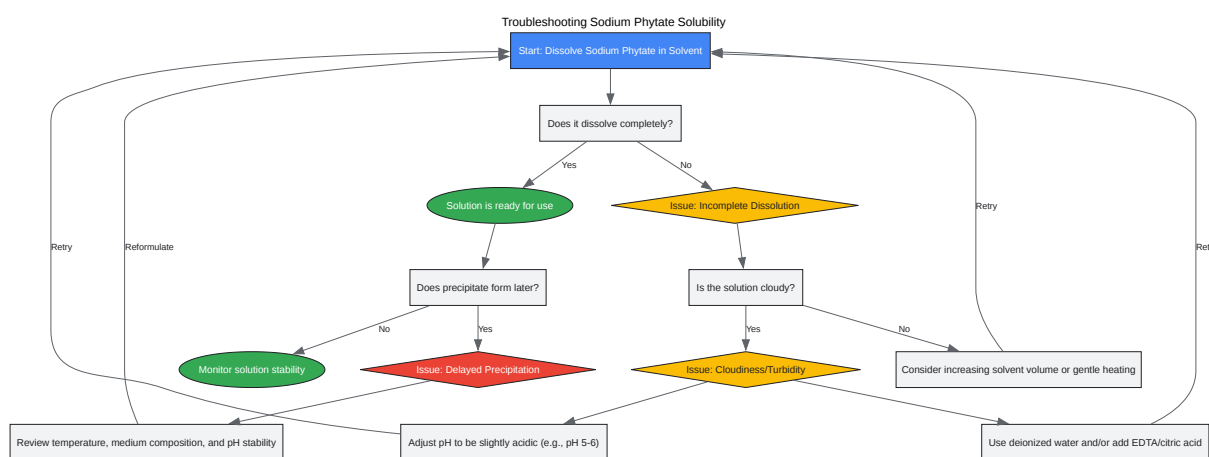 Troubleshooting Sodium Phytate Solubility
Start: Dissolve Sodium Phytate in Solvent
Does it dissolve completely?
Yes
No
Solution is ready for use
Issue: Incomplete Dissolution
Retry
Reformulate
Retry
Ret
Does precipitate form later?
Is the solution cloudy?
No
Yes
Yes
No
Monitor solution stability
Issue: Delayed Precipitation
Issue: Cloudiness/Turbidity
Consider increasing solvent volume or gentle heating
Review temperature, medium composition, and pH stability
Adjust pH to be slightly acidic (e.g., pH 5-6)
Use deionized water and/or add EDTA/citric acid